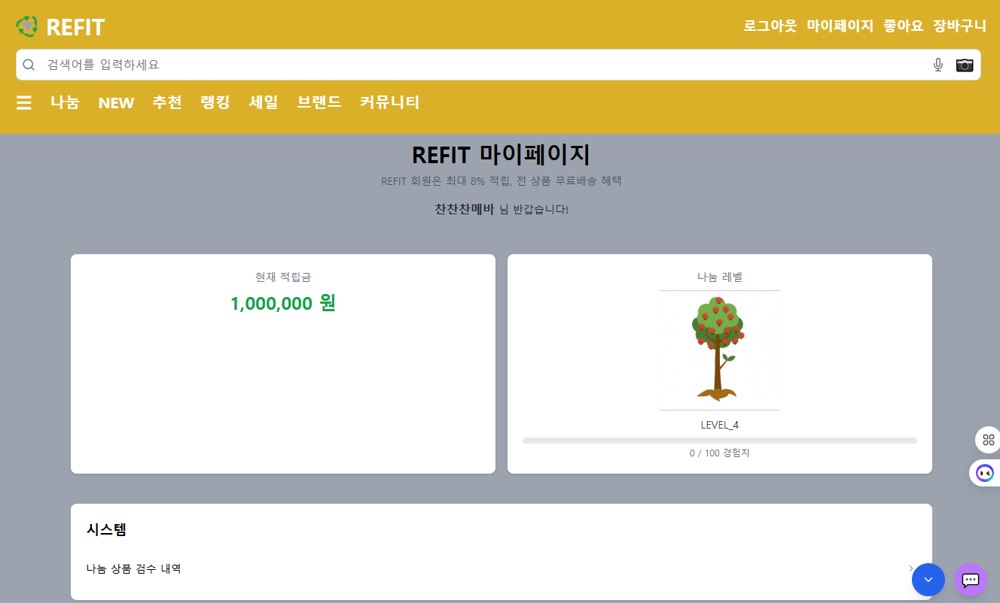 REFIT
로그아웃 마이페이지 좋아요 장바구니
검색어를 입력하세요
나눔 NEW 추천 랭킹 세일 브랜드 커뮤니티
REFIT 마이페이지
REFIT 회원은 최대 8% 적립, 전 상품 무료배송 혜택
찬찬찬메바 님 반갑습니다!
현재 적립금
1,000,000 원
나눔 레벨
LEVEL_4
0 / 100 경험치
시스템
나눔 상품 검수 내역